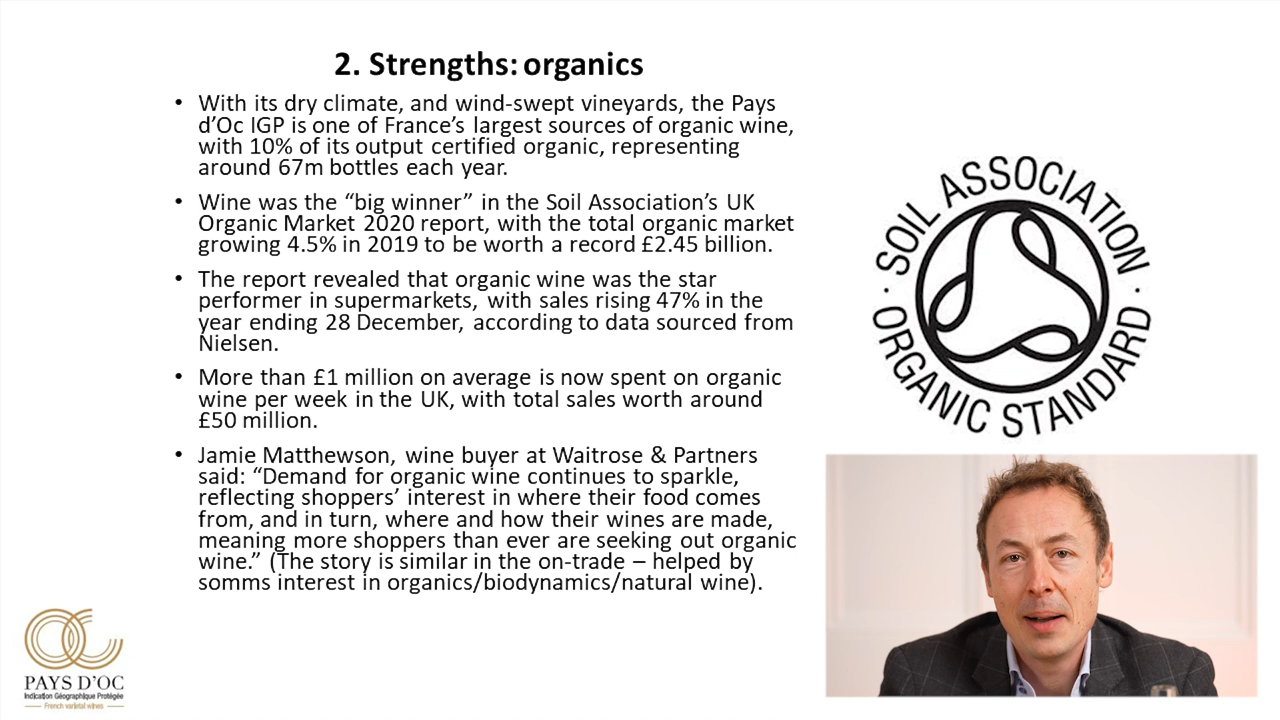 2. Strengths: organics
• With its dry climate, and wind-swept vineyards, the Pays
d’Oc IGP is one of France’s largest sources of organic wine,
with 10% of its output certified organic, representing
around 67m bottles each year.
• Wine was the “big winner” in the Soil Association’s UK
Organic Market 2020 report, with the total organic market
growing 4.5% in 2019 to be worth a record £2.45 billion.
• The report revealed that organic wine was the star
performer in supermarkets, with sales rising 47% in the
year ending 28 December, according to data sourced from
Nielsen.
• More than £1 million on average is now spent on organic
wine per week in the UK, with total sales worth around
£50 million.
• Jamie Matthewson, wine buyer at Waitrose & Partners
said: “Demand for organic wine continues to sparkle,
reflecting shoppers’ interest in where their food comes
from, and in turn, where and how their wines are made,
meaning more shoppers than ever are seeking out organic
wine.” (The story is similar in the on-trade – helped by
somms interest in organics/biodynamics/natural wine).
SOIL ASSOCIATION
ORGANIC STANDARD
PAYS D’OC
Indication Géographique Protégée
French varietal wines